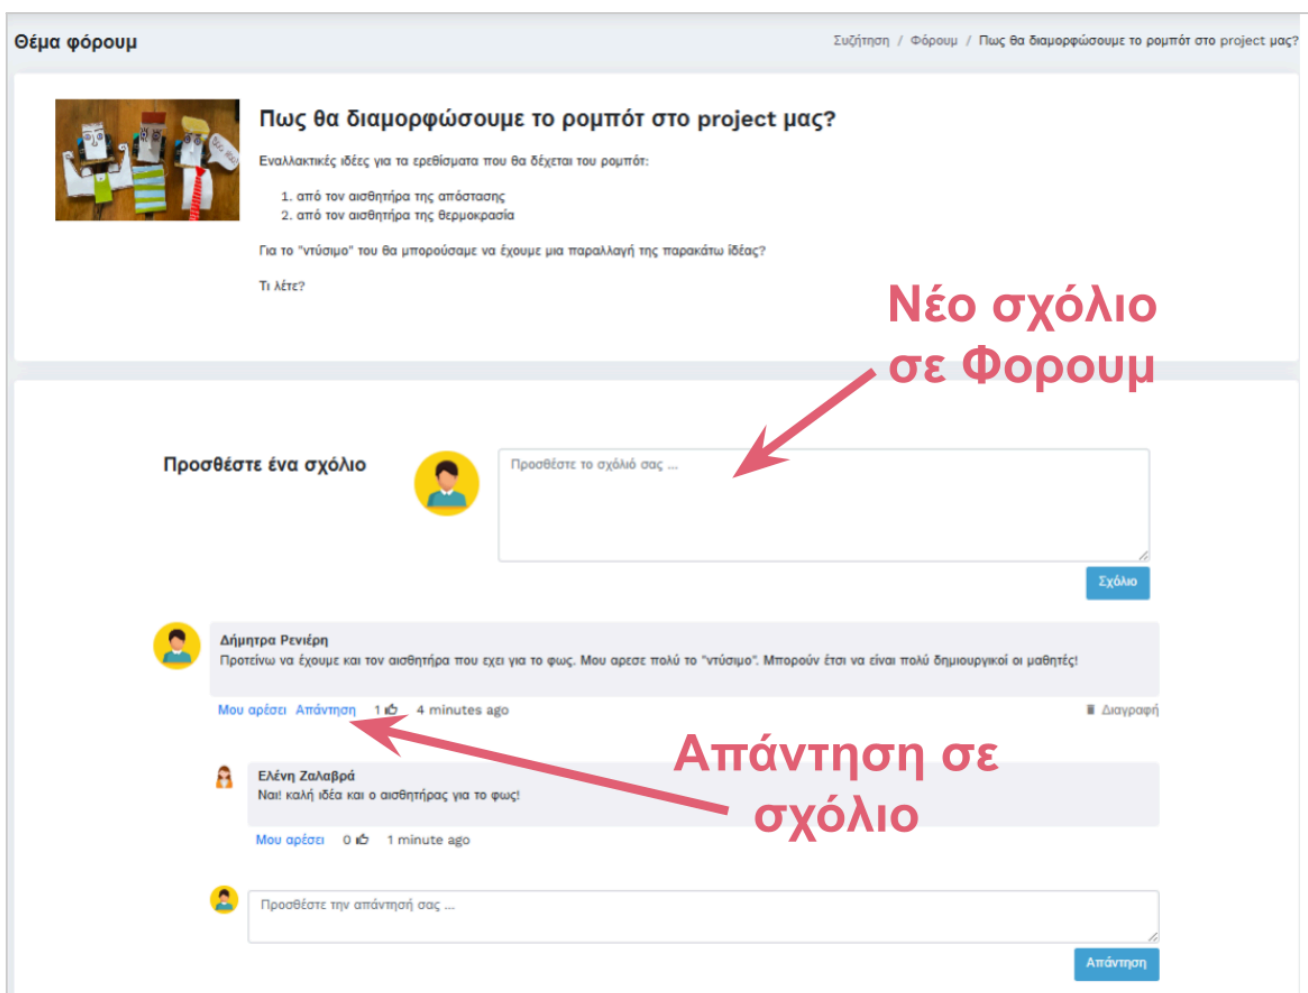 Θέμα φόρουμ
Συζήτηση / Φόρουμ / Πως θα διαμορφώσουμε το ρομπότ στο project μας?
Πως θα διαμορφώσουμε το ρομπότ στο project μας?
Εναλλακτικές ιδέες για τα ερεθίσματα που θα δέχεται του ρομπότ:
1. από τον αισθητήρα της απόστασης
2. από τον αισθητήρα της θερμοκρασία
Για το "ντύσιμο" του θα μπορούσαμε να έχουμε μια παραλλαγή της παρακάτω ιδέας?
Τι λέτε?
Νέο σχόλιο
σε Φορουμ
Προσθέστε ένα σχόλιο
Προσθέστε το σχόλιό σας ...
Σχόλιο
Δήμητρα Ρενιέρη
Προτείνω να έχουμε και τον αισθητήρα που εχει για το φως. Μου αρεσε πολύ το "ντύσιμο". Μπορούν έτσι να είναι πολύ δημιουργικοί οι μαθητές!
Μου αρέσει Απάντηση 1 4 minutes ago Διαγραφή
Απάντηση σε
σχόλιο
Ελένη Ζαλαβρά
Ναι! καλή ιδέα και ο αισθητήρας για το φως!
Μου αρέσει 0 1 minute ago
Προσθέστε την απάντησή σας ...
Απάντηση